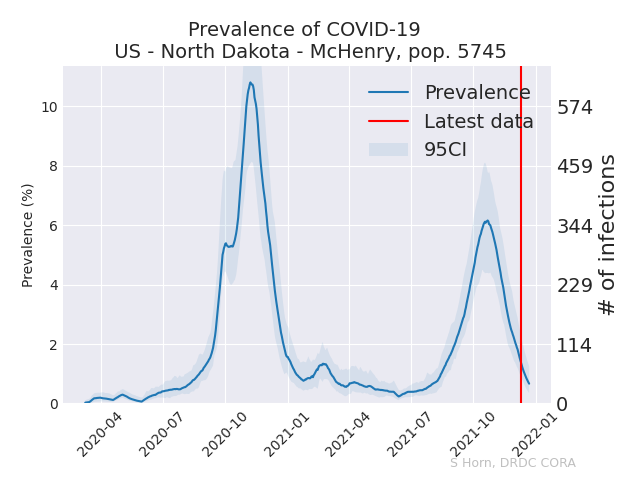 Prevalence of COVID-19
US - North Dakota - McHenry, pop. 5745
Prevalence
Latest data
95CI
Prevalence (%)
10
8
6
4
2
0
574
459
344
229
114
0
# of infections
2020-04
2020-07
2020-10
2021-01
2021-04
2021-07
2021-10
2022-01
S Horn, DRDC CORA